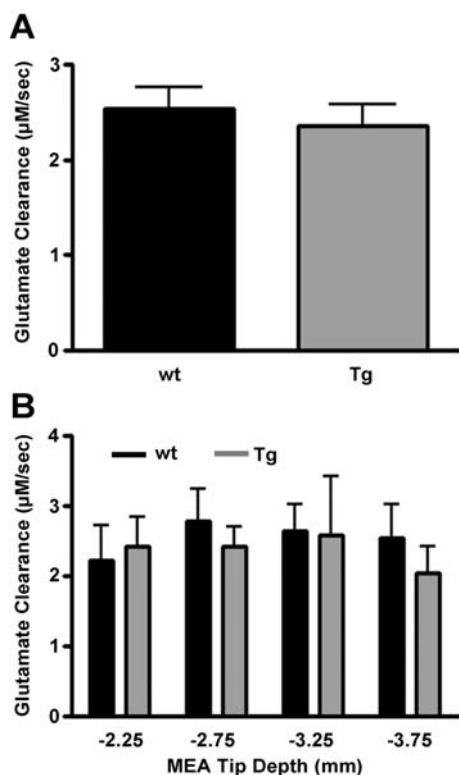 A
Glutamate Clearance (µM/sec)
3
2
1
0
wt
Tg
B
Glutamate Clearance (µM/sec)
wt Tg
4
3
2
1
0
-2.25 -2.75 -3.25 -3.75
MEA Tip Depth (mm)